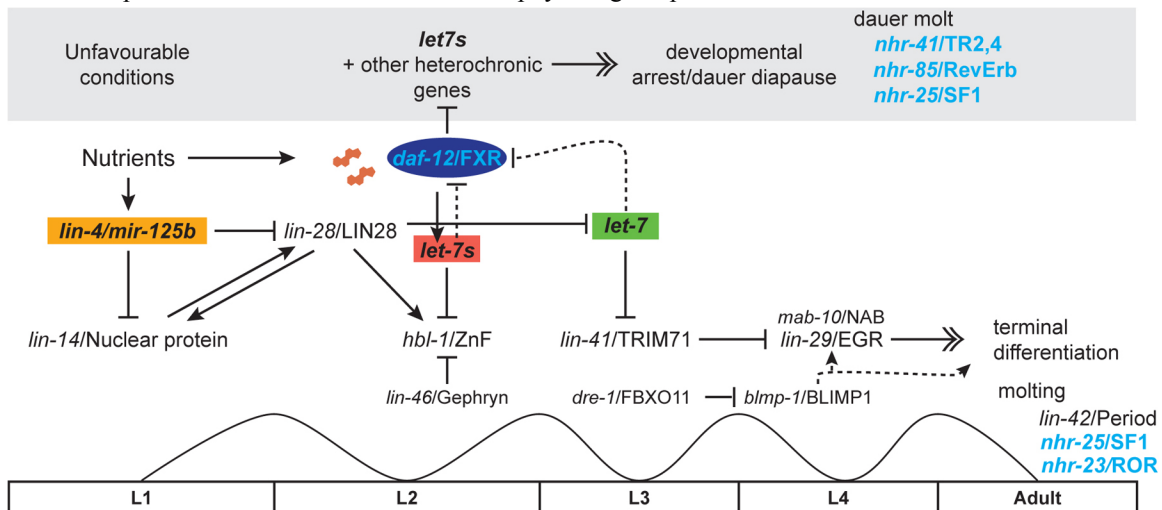 dauer molt
nhr-41/TR2,4
nhr-85/RevErb
nhr-25/SF1
Unfavourable
conditions
let7s
+ other heterochronic
genes
developmental
arrest/dauer diapause
Nutrients
daf-12/FXR
lin-4/mir-125b
lin-28/LIN28
let-7s
let-7
lin-14/Nuclear protein
hbl-1/ZnF
lin-41/TRIM71
mab-10/NAB
lin-29/EGR
terminal
differentiation
lin-46/Gephryn
dre-1/FBXO11
blmp-1/BLIMP1
molting
lin-42/Period
nhr-25/SF1
nhr-23/ROR
L1
L2
L3
L4
Adult